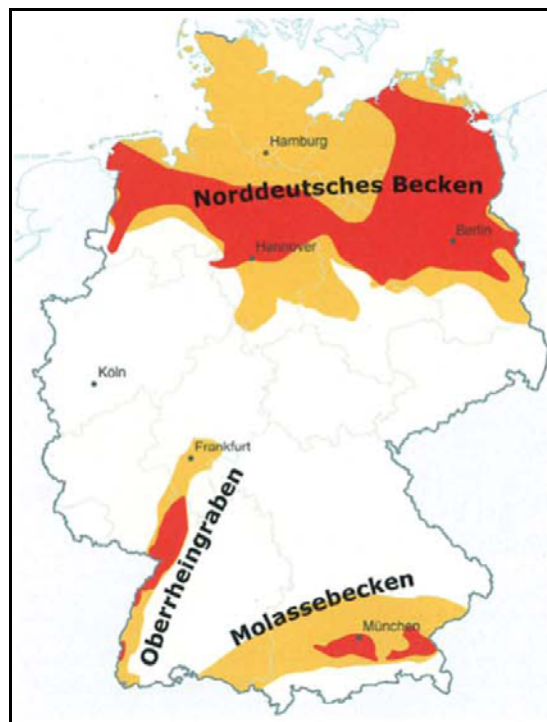 Hamburg
Norddeutsches Becken
Berlin
Hannover
Köln
Frankfurt
Oberrheingraben
Molassebecken
München